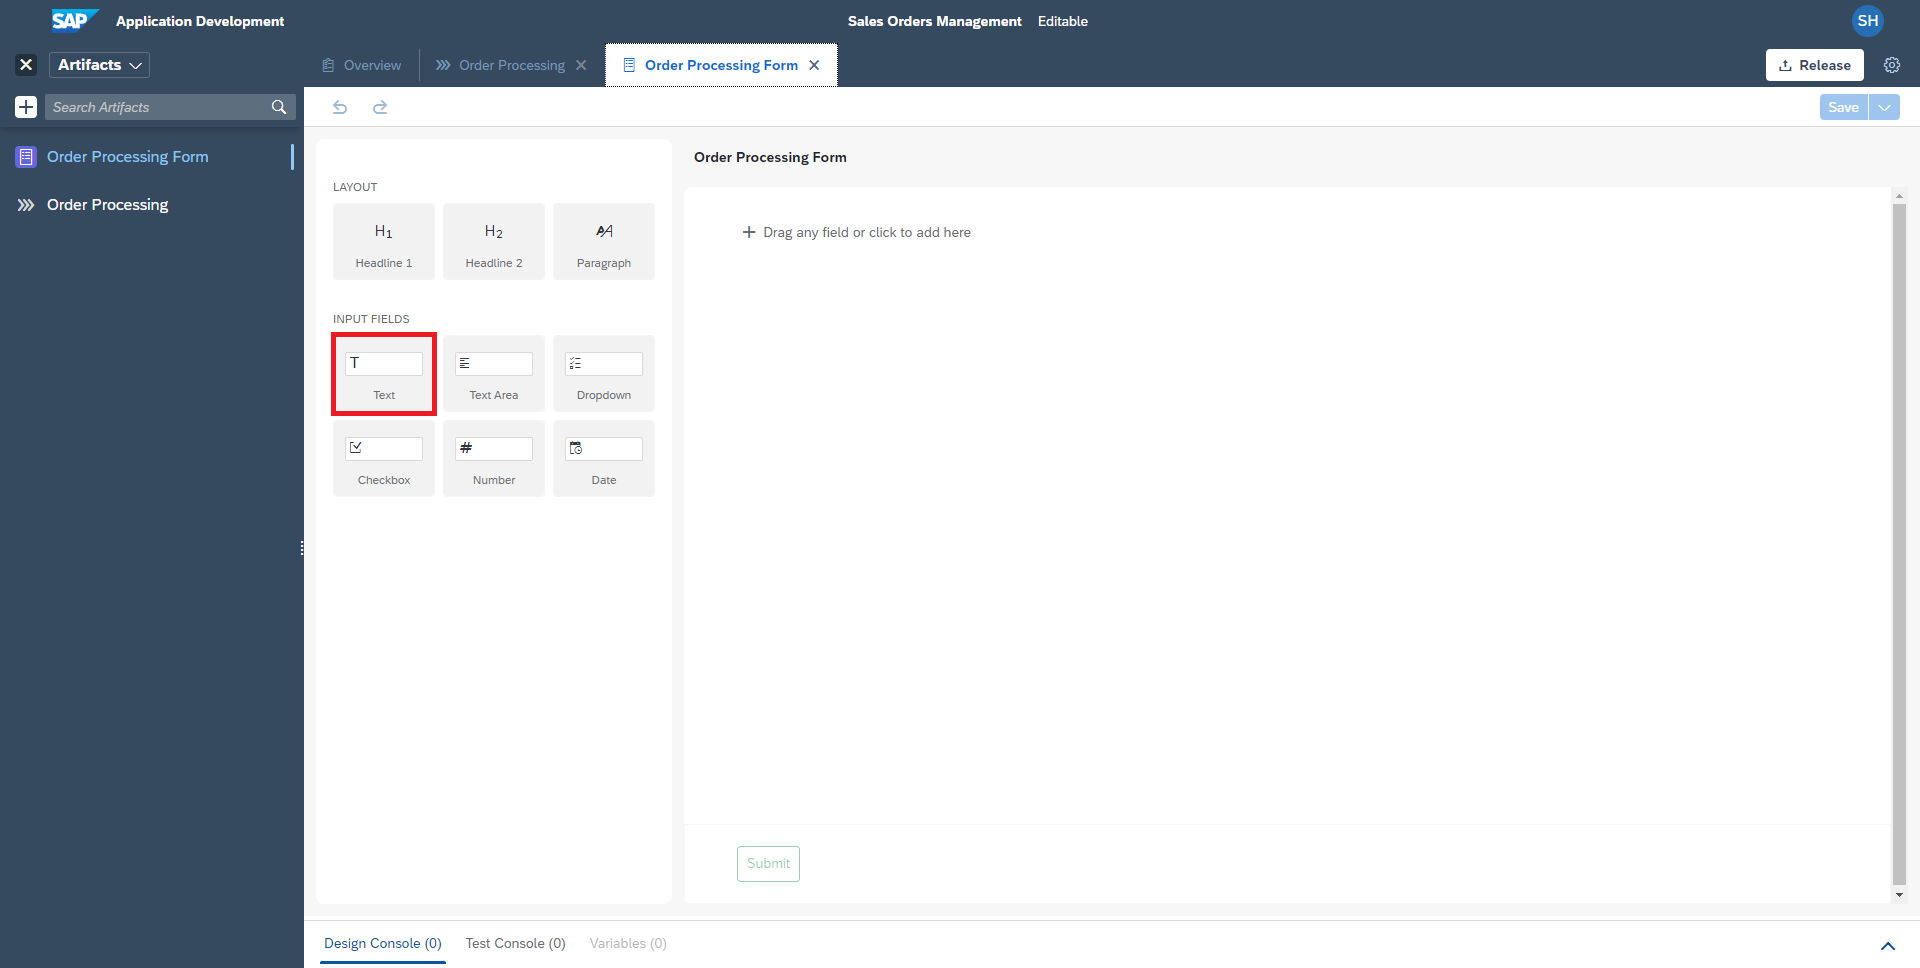 SAP Application Development
Sales Orders Management Editable
SH
Artifacts
Overview
Order Processing
Order Processing Form
Release
Search Artifacts
Save
Order Processing Form
Order Processing
LAYOUT
H1
H2
AA
Headline 1
Headline 2
Paragraph
INPUT FIELDS
T
Text
Text Area
Dropdown
#
Checkbox
Number
Date
Order Processing Form
+ Drag any field or click to add here
Submit
Design Console (0)
Test Console (0)
Variables (0)